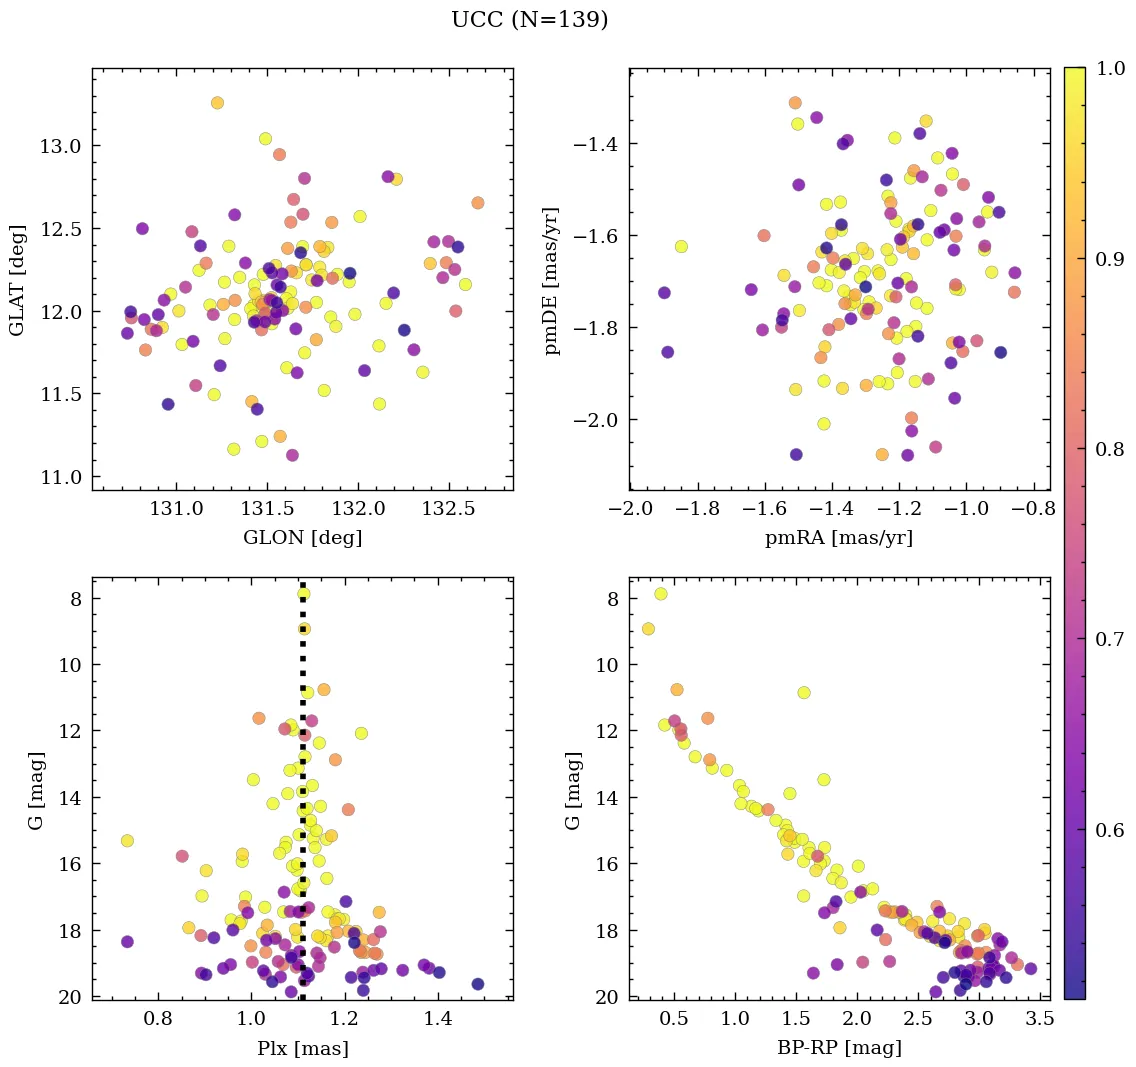 UCC (N=139)
13.0
12.5
12.0
11.5
11.0
GLAT [deg]
131.0 131.5 132.0 132.5
GLON [deg]
−1.4
−1.6
−1.8
−2.0
pmDE [mas/yr]
−2.0 −1.8 −1.6 −1.4 −1.2 −1.0 −0.8
pmRA [mas/yr]
1.0
0.9
0.8
0.7
0.6
8
10
12
14
16
18
20
G [mag]
0.8 1.0 1.2 1.4
Plx [mas]
8
10
12
14
16
18
20
G [mag]
0.5 1.0 1.5 2.0 2.5 3.0 3.5
BP-RP [mag]